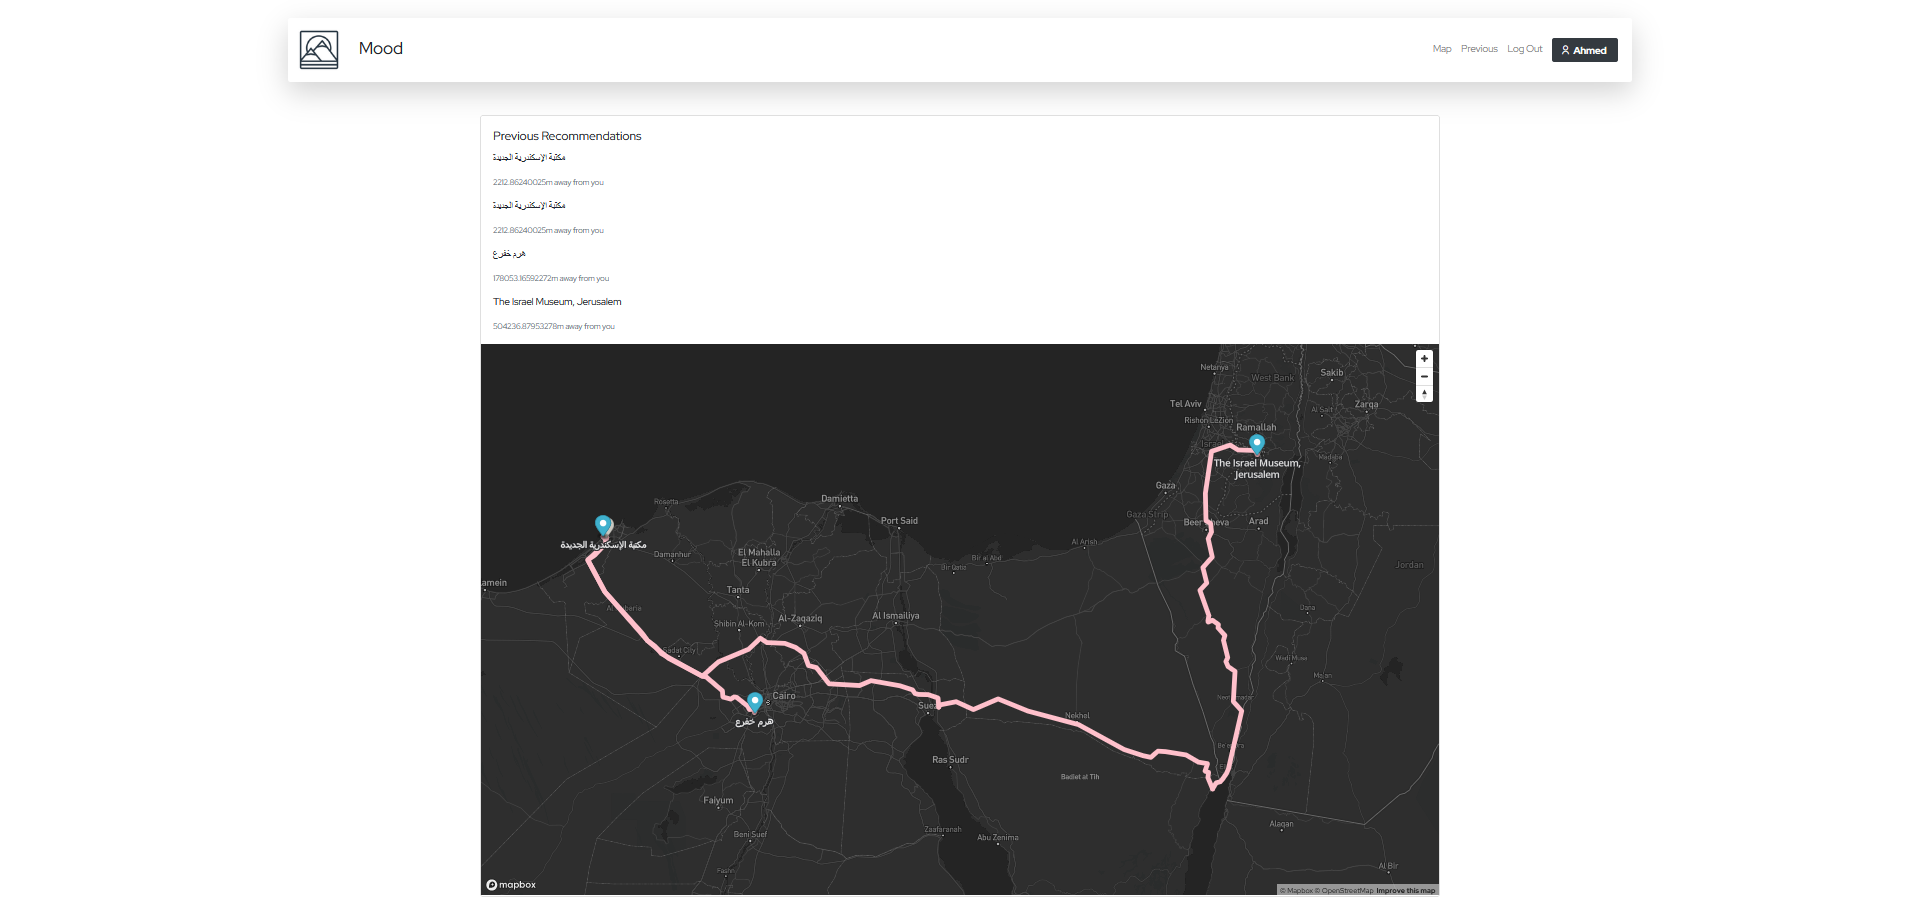 Mood
Map Previous Log Out Ahmed
Previous Recommendations
مكتبة الإسكندرية الجديدة
2212.86240025m away from you
مكتبة الإسكندرية الجديدة
2212.86240025m away from you
هرم خفرع
178053.16592272m away from you
The Israel Museum, Jerusalem
504236.87953278m away from you
Netanya
West Bank
Sakib
Tel Aviv
Al Salt
Zarqa
Rishon LeZion
Ramallah
Madaba
The Israel Museum,
Jerusalem
Gaza
Rosetta
Damietta
Gaza Strip
Port Said
Arad
مكتبة الإسكندرية الجديدة
Al Arish
Damanhur
El Mahalla
El Kubra
Bir al Abd
Bir Qatia
Jordan
amein
Tanta
Qana
Al-Zaqaziq
Al Ismailiya
Shibin Al-Kom
Sadat City
Wadi Musa
Ma'an
Cairo
Suez
Nekhel
هرم خفرع
Ras Sudr
Badiet at Tih
Faiyum
Beni Suef
Zaafaranah
Abu Zenima
Alaqan
Al Bir
Fashn
mapbox
© Mapbox © OpenStreetMap Improve this map